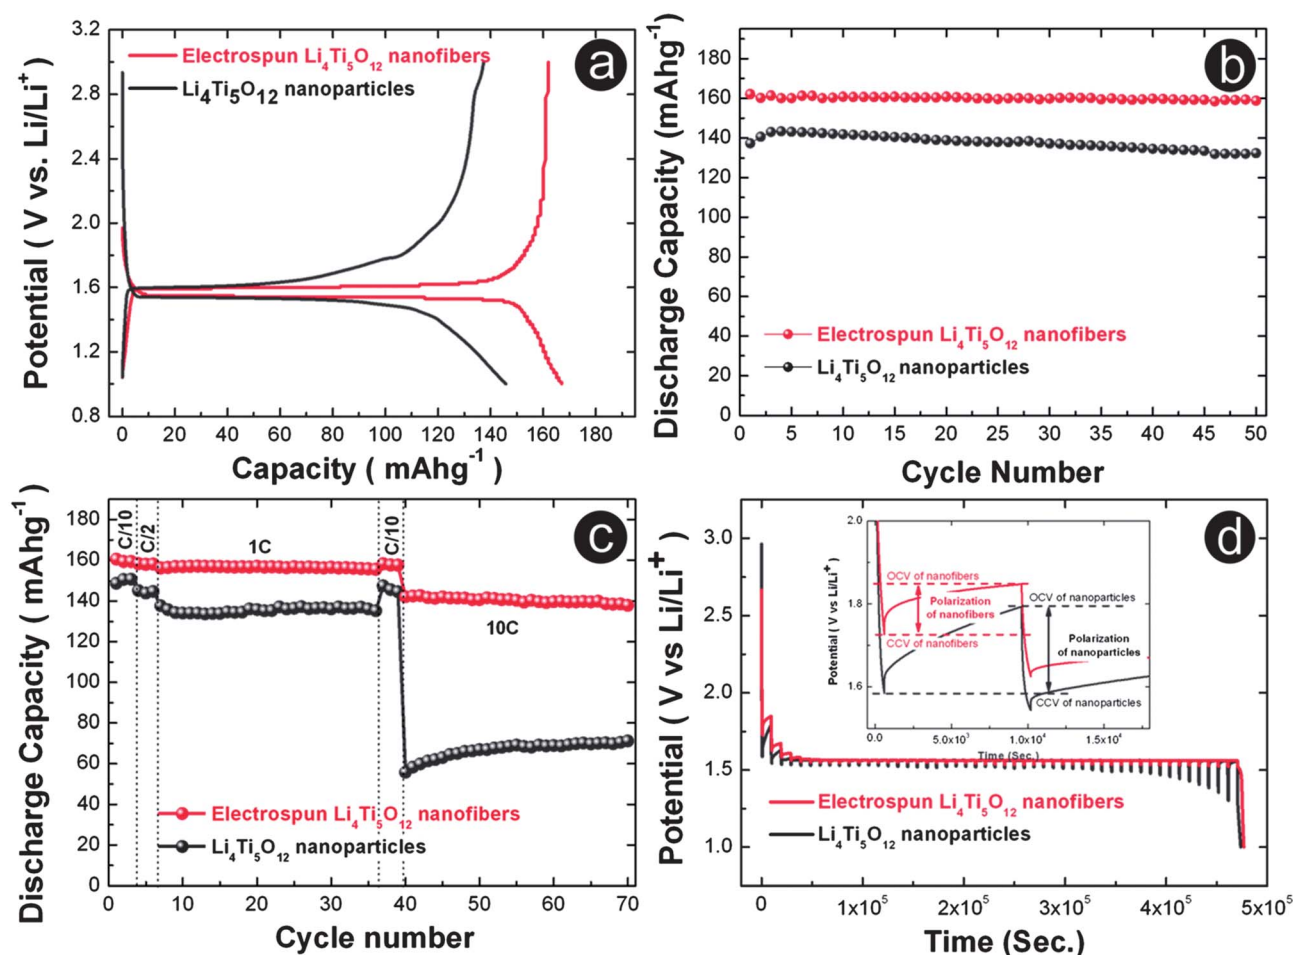 a
Electrospun Li₄Ti₅O₁₂ nanofibers
Li₄Ti₅O₁₂ nanoparticles
Potential ( V vs. Li/Li⁺
3.2
2.8
2.4
2.0
1.6
1.2
0.8
0 20 40 60 80 100 120 140 160 180
Capacity ( mAhg⁻¹ )
b
Discharge Capacity (mAhg⁻¹)
180
160
140
120
100
80
60
40
20
0
Electrospun Li₄Ti₅O₁₂ nanofibers
Li₄Ti₅O₁₂ nanoparticles
0 5 10 15 20 25 30 35 40 45 50
Cycle Number
c
Discharge Capacity ( mAhg⁻¹
180
160
140
120
100
80
60
40
20
0
C/10
C/2
1C
C/10
10C
Electrospun Li₄Ti₅O₁₂ nanofibers
Li₄Ti₅O₁₂ nanoparticles
0 10 20 30 40 50 60 70
Cycle number
d
Potential ( V vs Li/Li⁺
3.0
2.5
2.0
1.5
1.0
Potential ( V vs Li/Li⁺
2.0
1.8
1.6
OCV of nanofibers
Polarization
of nanofibers
CCV of nanofibers
OCV of nanoparticles
Polarization
of nanoparticles
CCV of nanoparticles
0.0 5.0x10³ 1.0x10⁴ 1.5x10⁴
Time (Sec.)
Electrospun Li₄Ti₅O₁₂ nanofibers
Li₄Ti₅O₁₂ nanoparticles
0 1x10⁵ 2x10⁵ 3x10⁵ 4x10⁵ 5x10⁵
Time (Sec.)